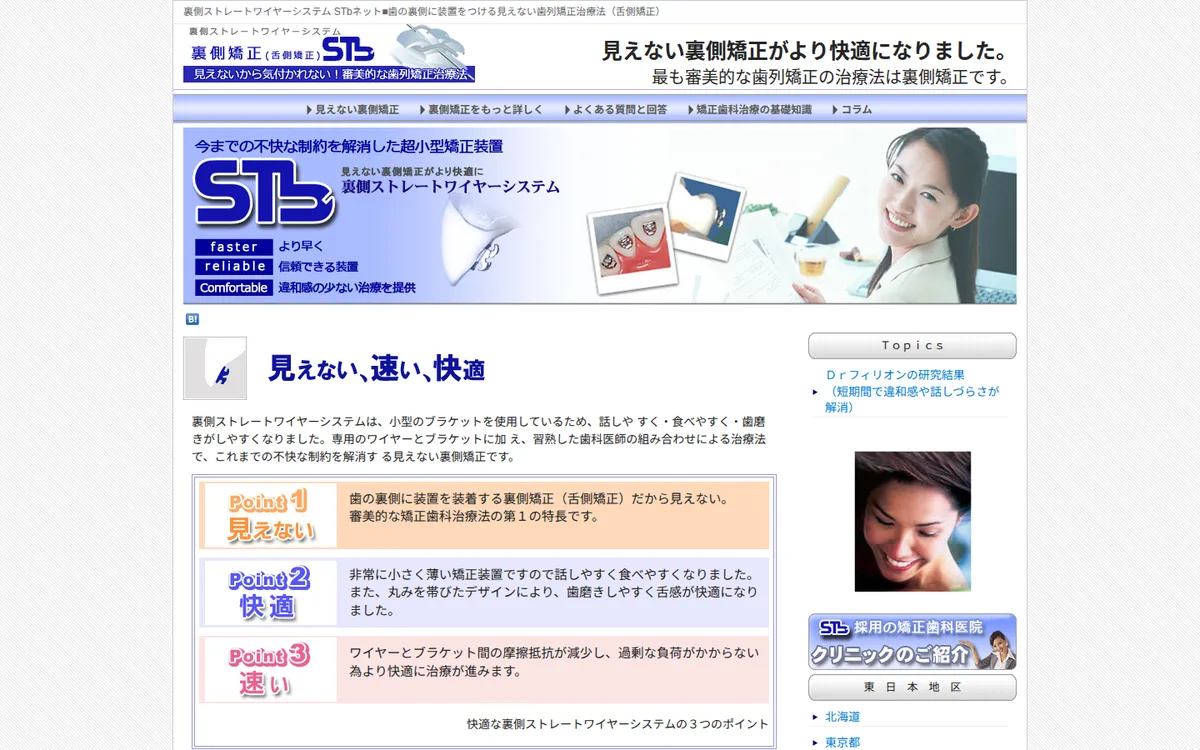 裏側ストレートワイヤーシステム STbネット■歯の裏側に装置をつける見えない歯列矯正治療法（舌側矯正）
裏側ストレートワイヤーシステム
裏側矯正(舌側矯正)STb
見えないから気付かれない！審美的な歯列矯正治療法
見えない裏側矯正がより快適になりました。
最も審美的な歯列矯正の治療法は裏側矯正です。
見えない裏側矯正
裏側矯正をもっと詳しく
よくある質問と回答
矯正歯科治療の基礎知識
コラム
今までの不快な制約を解消した超小型矯正装置
STb
見えない裏側矯正がより快適に
裏側ストレートワイヤーシステム
faster より早く
reliable 信頼できる装置
Comfortable 違和感の少ない治療を提供
B!
見えない、速い、快適
裏側ストレートワイヤーシステムは、小型のブラケットを使用しているため、話しや すく・食べやすく・歯磨
きがしやすくなりました。専用のワイヤーとブラケットに加 え、習熟した歯科医師の組み合わせによる治療法
で、これまでの不快な制約を解消す る見えない裏側矯正です。
Point 1
見えない
歯の裏側に装置を装着する裏側矯正（舌側矯正）だから見えない。
審美的な矯正歯科治療法の第１の特長です。
Point 2
快適
非常に小さく薄い矯正装置ですので話しやすく食べやすくなりました。
また、丸みを帯びたデザインにより、歯磨きしやすく舌感が快適になり
ました。
Point 3
速い
ワイヤーとブラケット間の摩擦抵抗が減少し、過剰な負荷がかからない
為より快適に治療が進みます。
快適な裏側ストレートワイヤーシステムの３つのポイント
Ｔｏｐｉｃｓ
Ｄｒフィリオンの研究結果
（短期間で違和感や話しづらさが
解消）
STb 採用の矯正歯科医院
クリニックのご紹介
東 日 本 地 区
北海道
東京都